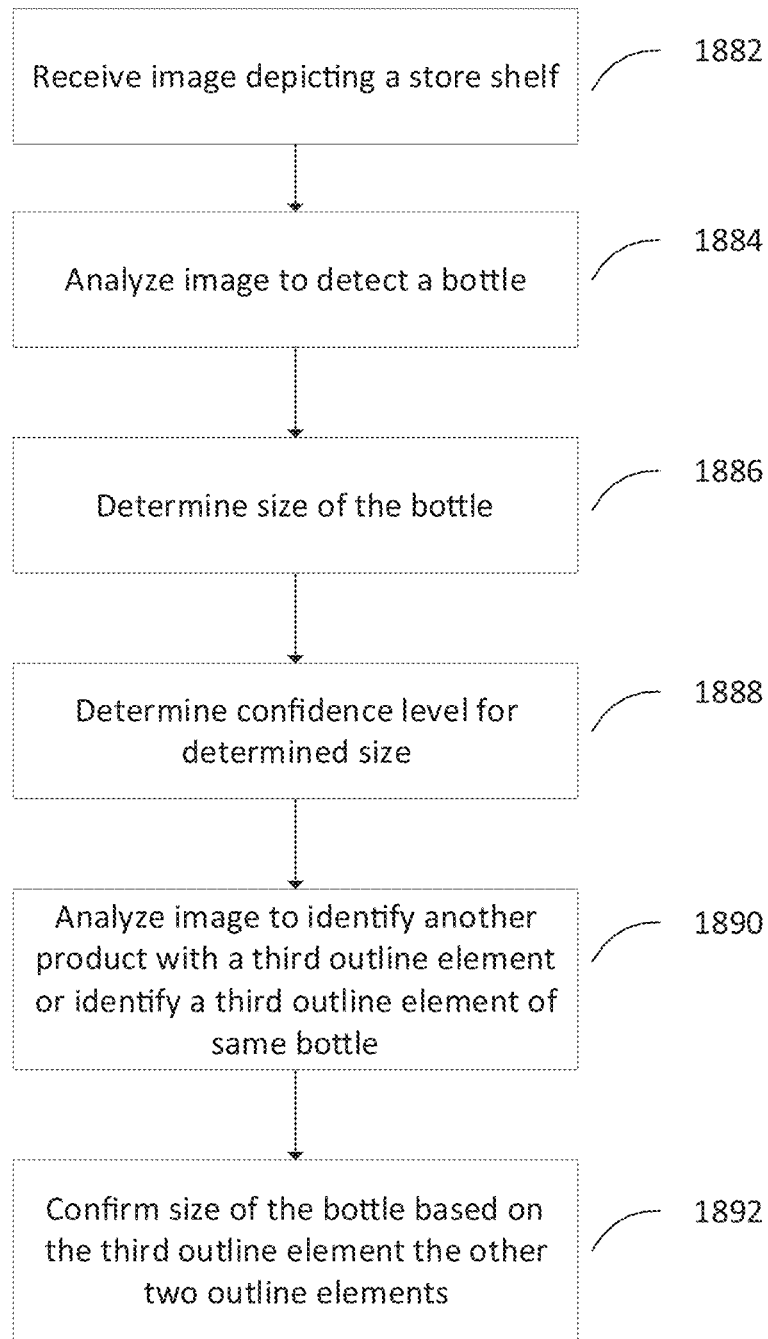 Receive image depicting a store shelf
1882
Analyze image to detect a bottle
1884
Determine size of the bottle
1886
Determine confidence level for
determined size
1888
Analyze image to identify another
product with a third outline element
or identify a third outline element of
same bottle
1890
Confirm size of the bottle based on
the third outline element the other
two outline elements
1892